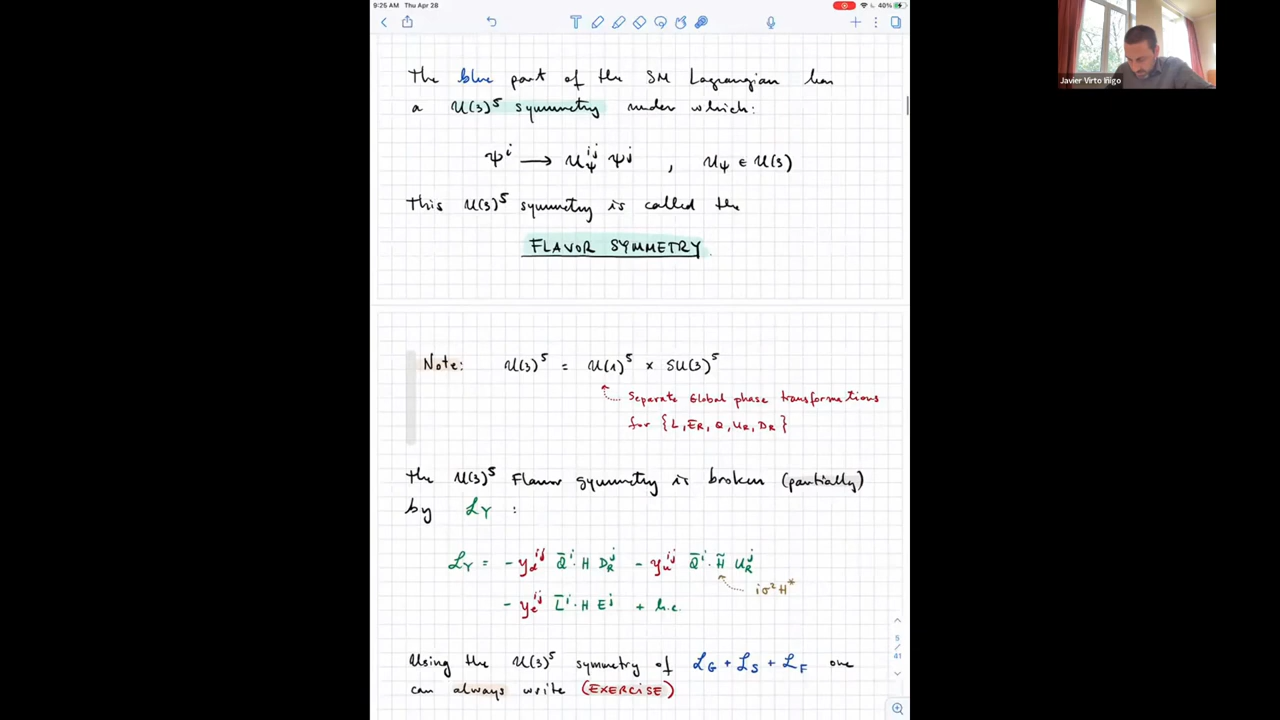 9:25 AM Thu Apr 28
40%
Javier Virto Iñigo
The blue part of the SM Lagrangian has
a U(3)⁵ symmetry under which:
ψⁱ → U_ψ^{ij} ψʲ , U_ψ ∈ U(3)
This U(3)⁵ symmetry is called the
FLAVOR SYMMETRY
Note: U(3)⁵ = U(1)⁵ × SU(3)⁵
Separate Global phase transformations
for {L, E_R, Q, U_R, D_R}
The U(3)⁵ Flavor symmetry is broken (partially)
by ℒ_Y :
ℒ_Y = - y_d^{ij} Q̄ⁱ · H D_R^j - y_u^{ij} Q̄ⁱ · H̃ U_R^j
iσ²H*
- y_e^{ij} L̄ⁱ · H Eʲ + h.c.
5
/
41
Using the U(3)⁵ symmetry of ℒ_G + ℒ_S + ℒ_F one
can always write (EXERCISE)